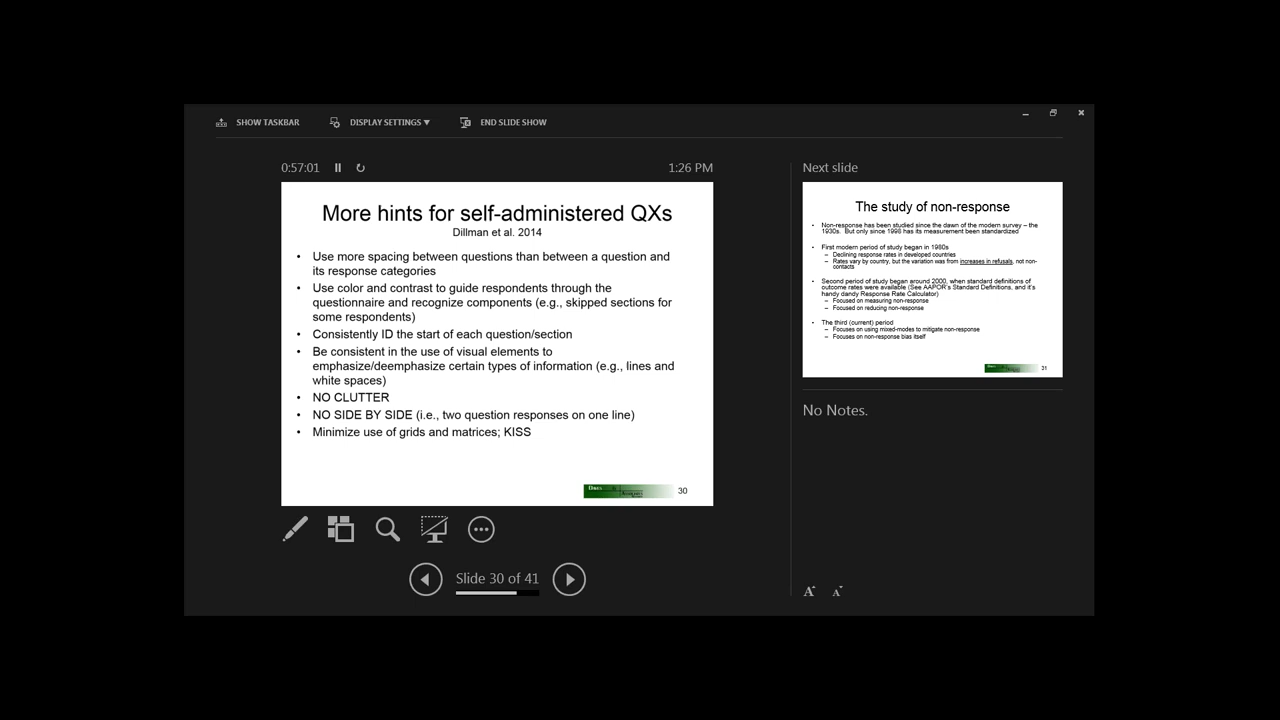 SHOW TASKBAR
DISPLAY SETTINGS ▼
END SLIDE SHOW
0:57:01
1:26 PM
More hints for self-administered QXs
Dillman et al. 2014
• Use more spacing between questions than between a question and
its response categories
• Use color and contrast to guide respondents through the
questionnaire and recognize components (e.g., skipped sections for
some respondents)
• Consistently ID the start of each question/section
• Be consistent in the use of visual elements to
emphasize/deemphasize certain types of information (e.g., lines and
white spaces)
• NO CLUTTER
• NO SIDE BY SIDE (i.e., two question responses on one line)
• Minimize use of grids and matrices; KISS
30
Slide 30 of 41
Next slide
The study of non-response
• Non-response has been studied since the dawn of the modern survey – the
1930s. But only since 1998 has its measurement been standardized
• First modern period of study began in 1980s
– Declining response rates in developed countries
– Rates vary by country, but the variation was from increases in refusals, not non-
contacts
• Second period of study began around 2000, when standard definitions of
outcome rates were available (See AAPOR's Standard Definitions, and it's
handy dandy Response Rate Calculator)
– Focused on measuring non-response
– Focused on reducing non-response
• The third (current) period
– Focuses on using mixed-modes to mitigate non-response
– Focuses on non-response bias itself
31
No Notes.
A A